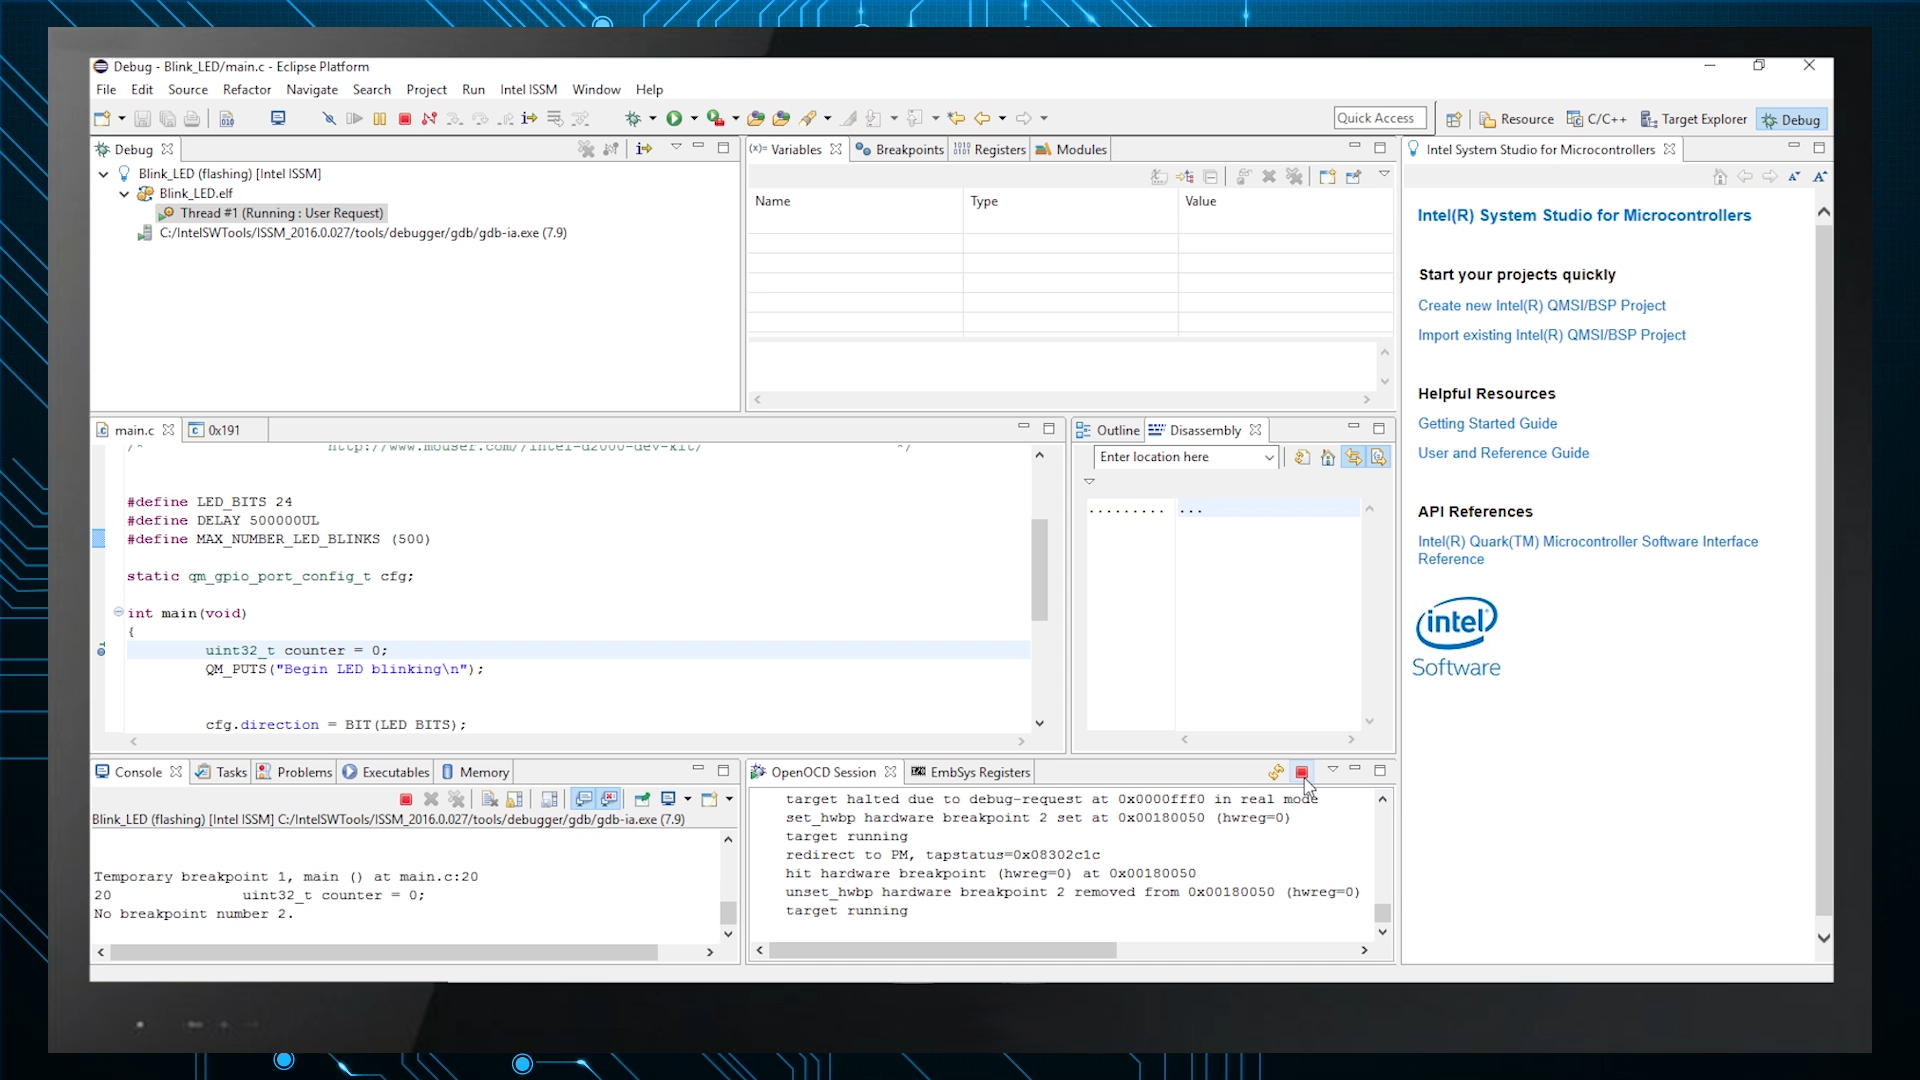 Debug - Blink_LED/main.c - Eclipse Platform
File Edit Source Refactor Navigate Search Project Run Intel ISSM Window Help
Quick Access
Resource
C/C++
Target Explorer
Debug
Debug
Blink_LED (flashing) [Intel ISSM]
Blink_LED.elf
Thread #1 (Running : User Request)
C:/IntelSWTools/ISSM_2016.0.027/tools/debugger/gdb/gdb-ia.exe (7.9)
(x)= Variables
Breakpoints
Registers
Modules
Name Type Value
Intel System Studio for Microcontrollers
Intel(R) System Studio for Microcontrollers
Start your projects quickly
Create new Intel(R) QMSI/BSP Project
Import existing Intel(R) QMSI/BSP Project
Helpful Resources
Getting Started Guide
User and Reference Guide
API References
Intel(R) Quark(TM) Microcontroller Software Interface
Reference
intel
Software
main.c
0x191
/* http://www.mouser.com//intel-d2000-dev-kit/ */
#define LED_BITS 24
#define DELAY 500000UL
#define MAX_NUMBER_LED_BLINKS (500)
static qm_gpio_port_config_t cfg;
int main(void)
{
uint32_t counter = 0;
QM_PUTS("Begin LED blinking\n");
cfg.direction = BIT(LED_BITS);
Outline
Disassembly
Enter location here
......... ...
Console
Tasks
Problems
Executables
Memory
Blink_LED (flashing) [Intel ISSM] C:/IntelSWTools/ISSM_2016.0.027/tools/debugger/gdb/gdb-ia.exe (7.9)
Temporary breakpoint 1, main () at main.c:20
20 uint32_t counter = 0;
No breakpoint number 2.
OpenOCD Session
EmbSys Registers
target halted due to debug-request at 0x0000fff0 in real mode
set_hwbp hardware breakpoint 2 set at 0x00180050 (hwreg=0)
target running
redirect to PM, tapstatus=0x08302c1c
hit hardware breakpoint (hwreg=0) at 0x00180050
unset_hwbp hardware breakpoint 2 removed from 0x00180050 (hwreg=0)
target running